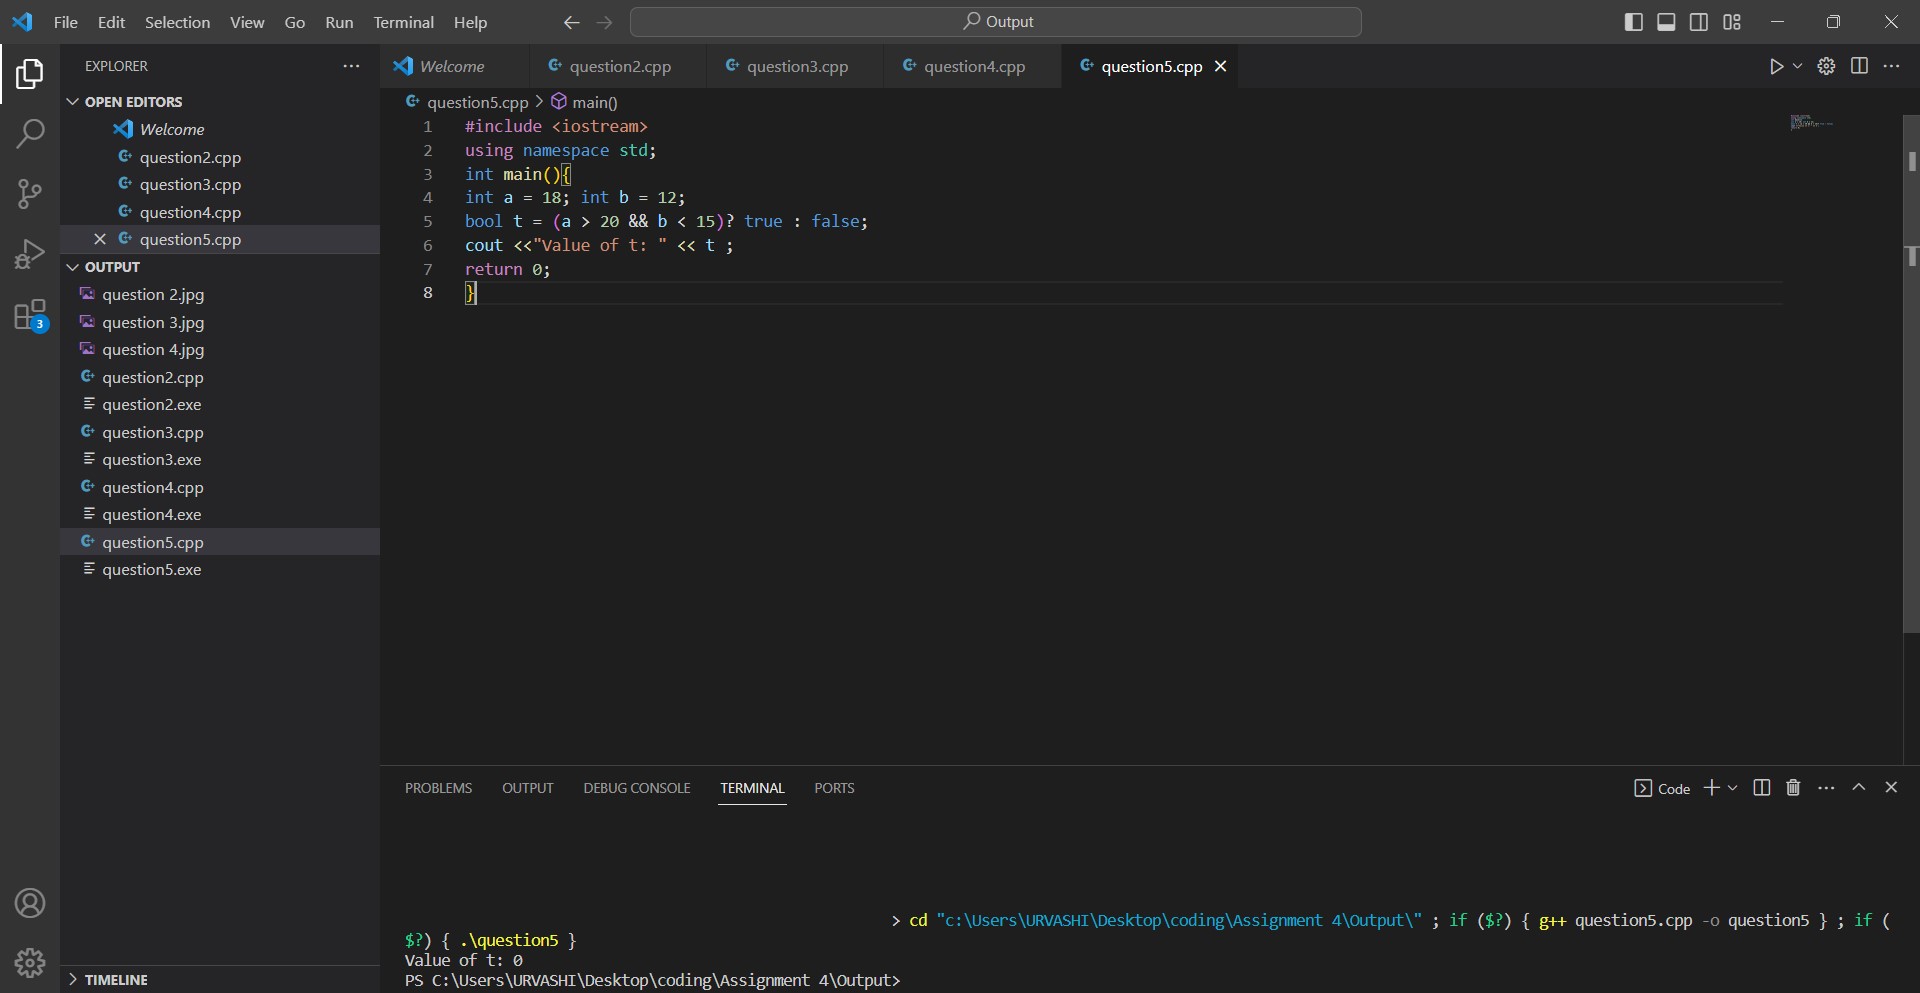 File Edit Selection View Go Run Terminal Help
Output
EXPLORER
OPEN EDITORS
Welcome
question2.cpp
question3.cpp
question4.cpp
question5.cpp
OUTPUT
question 2.jpg
question 3.jpg
question 4.jpg
question2.cpp
question2.exe
question3.cpp
question3.exe
question4.cpp
question4.exe
question5.cpp
question5.exe
3
TIMELINE
Welcome question2.cpp question3.cpp question4.cpp question5.cpp
question5.cpp > main()
1 #include <iostream>
2 using namespace std;
3 int main(){
4 int a = 18; int b = 12;
5 bool t = (a > 20 && b < 15)? true : false;
6 cout <<"Value of t: " << t ;
7 return 0;
8 }
PROBLEMS OUTPUT DEBUG CONSOLE TERMINAL PORTS
Code
> cd "c:\Users\URVASHI\Desktop\coding\Assignment 4\Output\" ; if ($?) { g++ question5.cpp -o question5 } ; if (
$?) { .\question5 }
Value of t: 0
PS C:\Users\URVASHI\Desktop\coding\Assignment 4\Output>